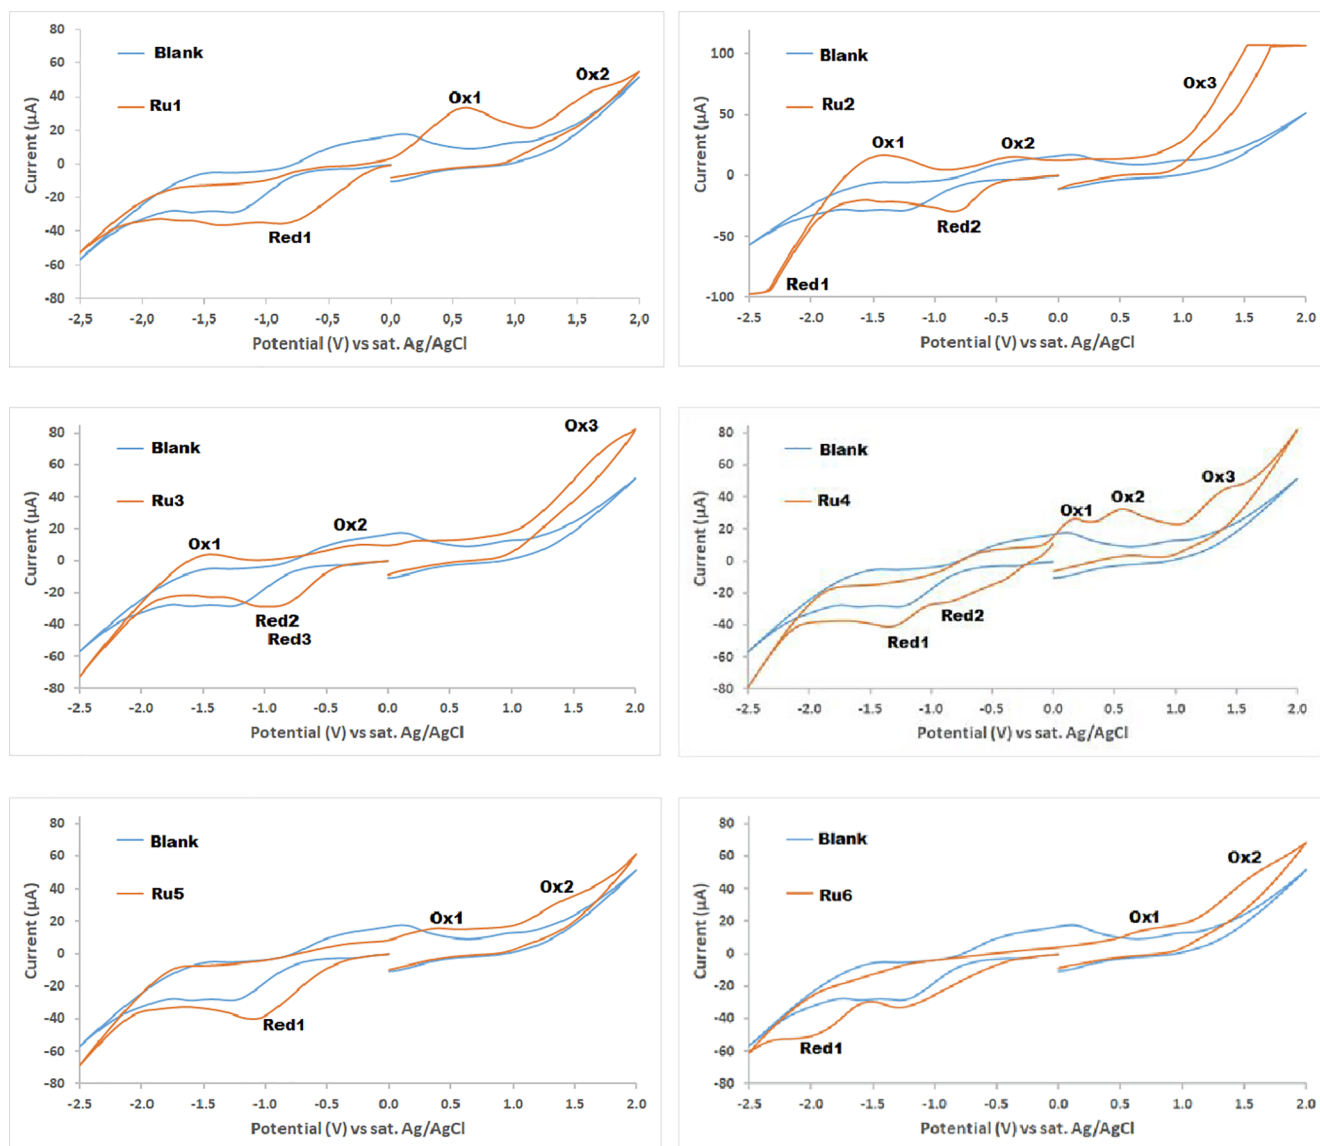 80
60
40
20
0
-20
-40
-60
-80
Current (µA)
Blank
Ru1
Ox1
Ox2
Red1
-2,5 -2,0 -1,5 -1,0 -0,5 0,0 0,5 1,0 1,5 2,0
Potential (V) vs sat. Ag/AgCl
100
50
0
-50
-100
Current (µA)
Blank
Ru2
Ox1
Ox2
Ox3
Red2
Red1
-2.5 -2.0 -1.5 -1.0 -0.5 0.0 0.5 1.0 1.5 2.0
Potential (V) vs sat. Ag/AgCl
80
60
40
20
0
-20
-40
-60
-80
Current (µA)
Blank
Ru3
Ox1
Ox2
Ox3
Red2
Red3
-2.5 -2.0 -1.5 -1.0 -0.5 0.0 0.5 1.0 1.5 2.0
Potential (V) vs sat. Ag/AgCl
80
60
40
20
0
-20
-40
-60
-80
Current (µA)
Blank
Ru4
Ox1
Ox2
Ox3
Red1
Red2
-2.5 -2.0 -1.5 -1.0 -0.5 0.0 0.5 1.0 1.5 2.0
Potential (V) vs sat. Ag/AgCl
80
60
40
20
0
-20
-40
-60
-80
Current (µA)
Blank
Ru5
Ox1
Ox2
Red1
-2.5 -2.0 -1.5 -1.0 -0.5 0.0 0.5 1.0 1.5 2.0
Potential (V) vs sat. Ag/AgCl
80
60
40
20
0
-20
-40
-60
-80
Current (µA)
Blank
Ru6
Ox1
Ox2
Red1
-2.5 -2.0 -1.5 -1.0 -0.5 0.0 0.5 1.0 1.5 2.0
Potential (V) vs sat. Ag/AgCl